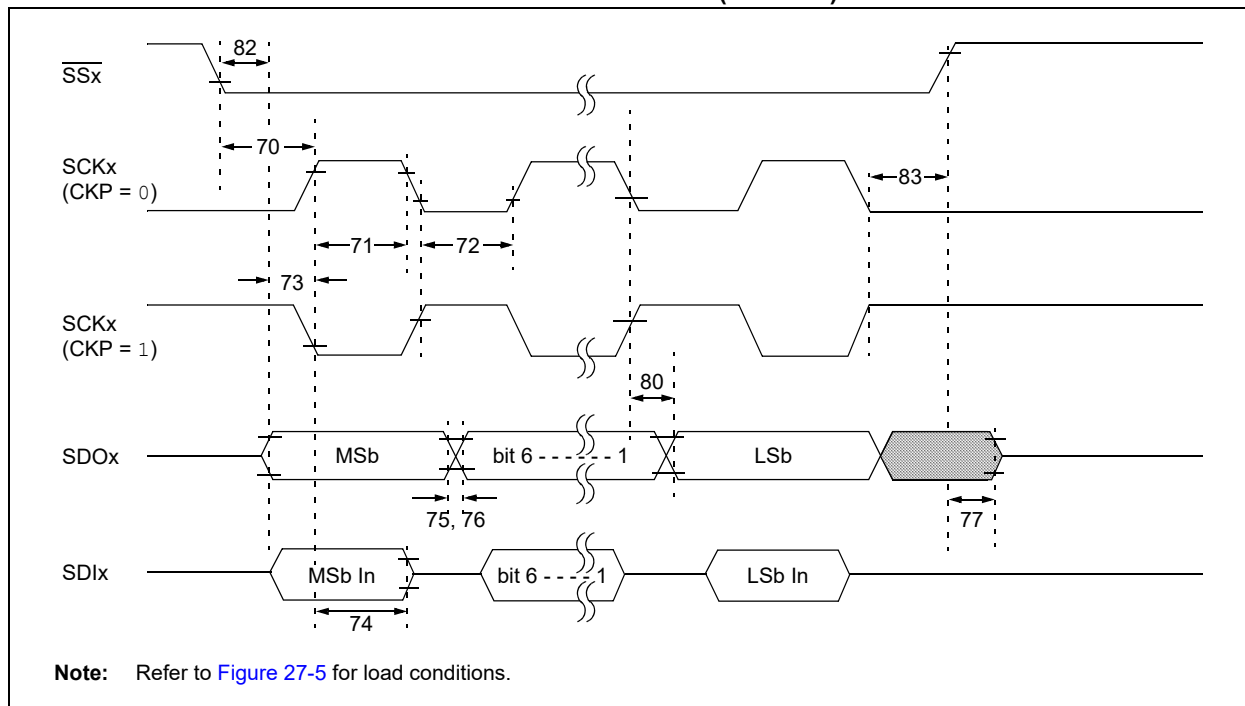 82
SSx
70
SCKx
(CKP = 0)
83
71
72
73
SCKx
(CKP = 1)
80
SDOx
MSb
bit 6 - - - - - - 1
LSb
75, 76
77
SDIx
MSb In
bit 6 - - - - 1
LSb In
74
Note: Refer to Figure 27-5 for load conditions.